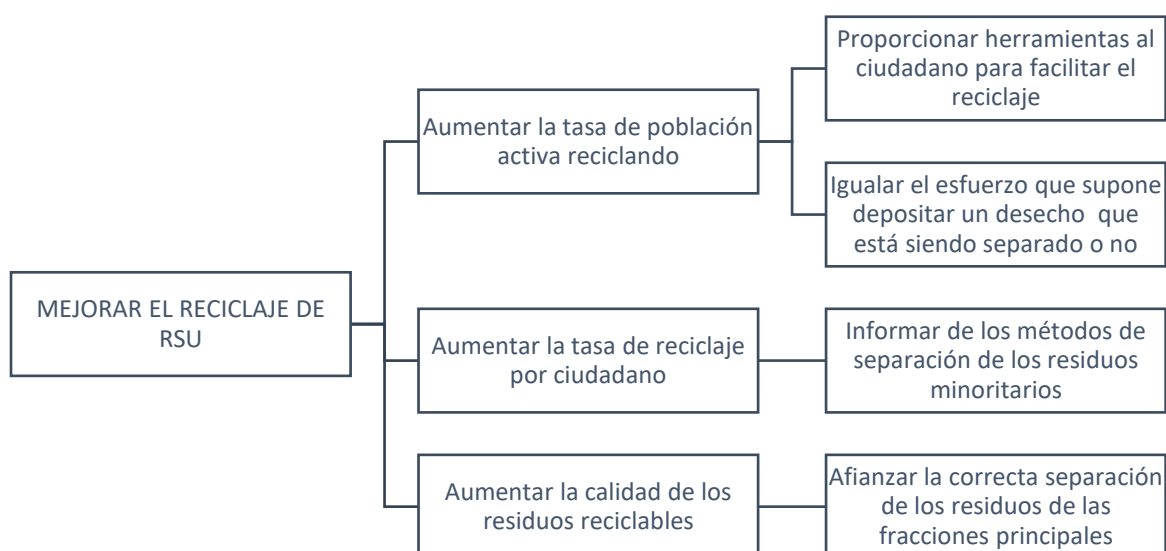 MEJORAR EL RECICLAJE DE
RSU
Aumentar la tasa de población
activa reciclando
Proporcionar herramientas al
ciudadano para facilitar el
reciclaje
Igualar el esfuerzo que supone
depositar un desecho que
está siendo separado o no
Aumentar la tasa de reciclaje
por ciudadano
Informar de los métodos de
separación de los residuos
minoritarios
Aumentar la calidad de los
residuos reciclables
Afianzar la correcta separación
de los residuos de las
fracciones principales